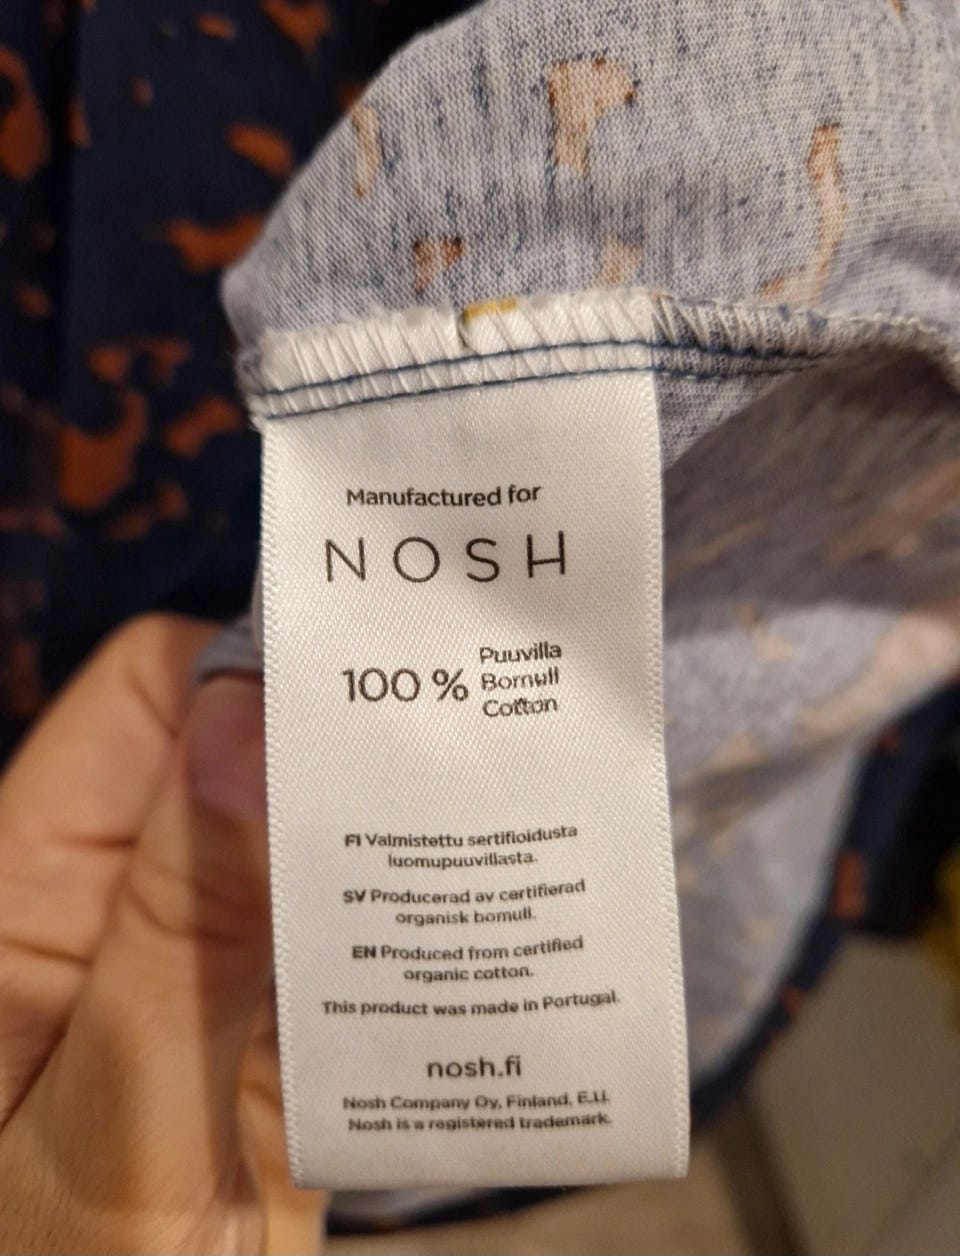 Manufactured for
NOSH
100 % Puuvilla
Bomull
Cotton
FI Valmistettu sertifioidusta
luomupuuvillasta.
SV Producerad av certifierad
organisk bomull.
EN Produced from certified
organic cotton.
This product was made in Portugal.
nosh.fi
Nosh Company Oy, Finland, E.U.
Nosh is a registered trademark.